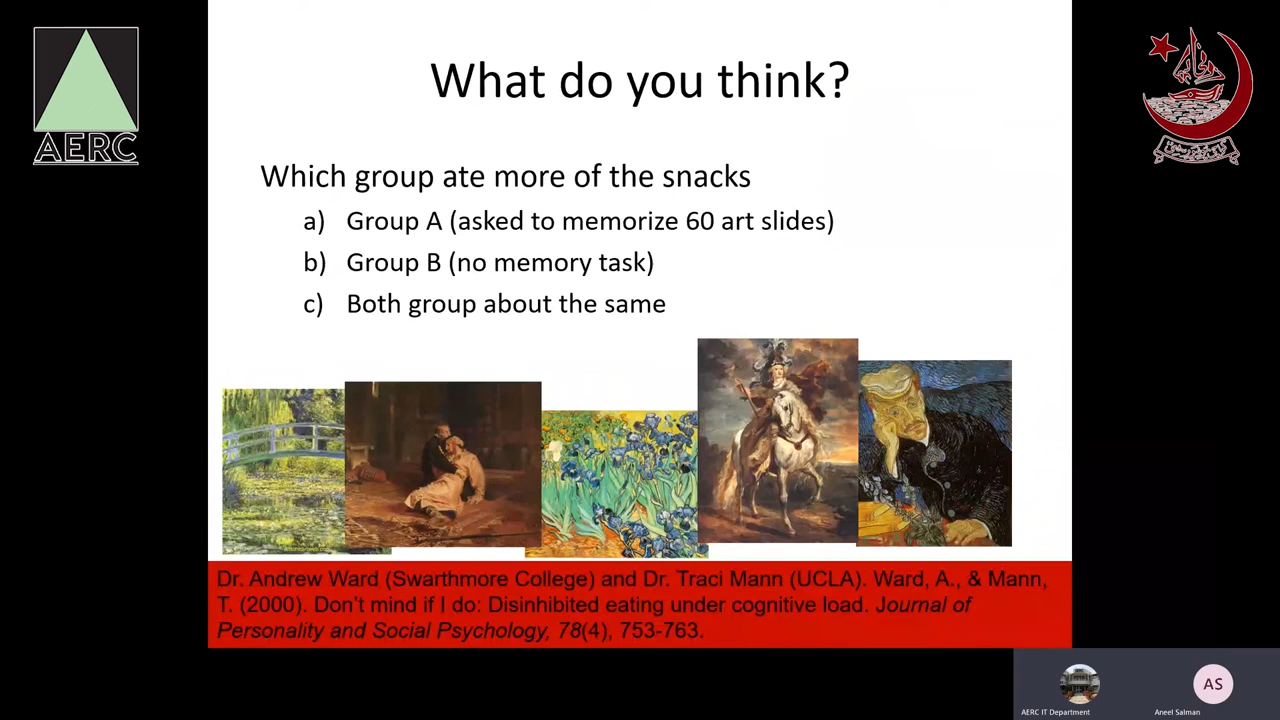 What do you think?
AERC
Which group ate more of the snacks
a) Group A (asked to memorize 60 art slides)
b) Group B (no memory task)
c) Both group about the same
Dr. Andrew Ward (Swarthmore College) and Dr. Traci Mann (UCLA). Ward, A., & Mann,
T. (2000). Don't mind if I do: Disinhibited eating under cognitive load. Journal of
Personality and Social Psychology, 78(4), 753-763.
AS
AERC IT Department
Aneel Salman